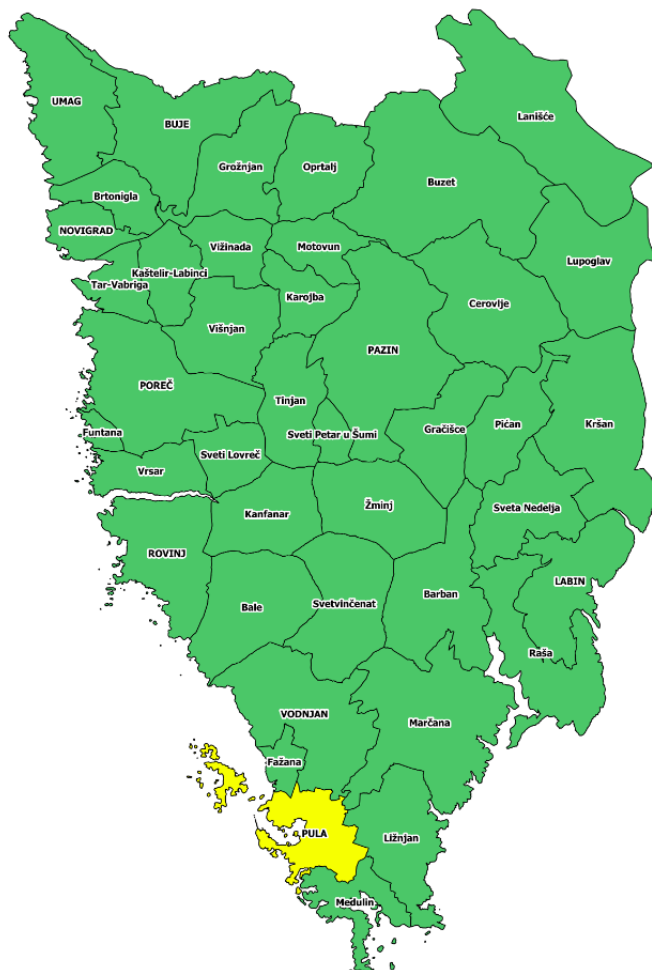 UMAG
Lanišće
BUJE
Grožnjan
Oprtalj
Buzet
Brtonigla
NOVIGRAD
Vižinada
Motovun
Lupoglav
Kaštelir-Labinci
Tar-Vabriga
Karojba
Cerovlje
Višnjan
PAZIN
POREČ
Tinjan
Funtana
Sveti Petar u Šumi
Gračišce
Pićan
Kršan
Sveti Lovreč
Vrsar
Kanfanar
Žminj
Sveta Nedelja
ROVINJ
LABIN
Bale
Svetvinčenat
Barban
Raša
VODNJAN
Marčana
Fažana
PULA
Ližnjan
Medulin